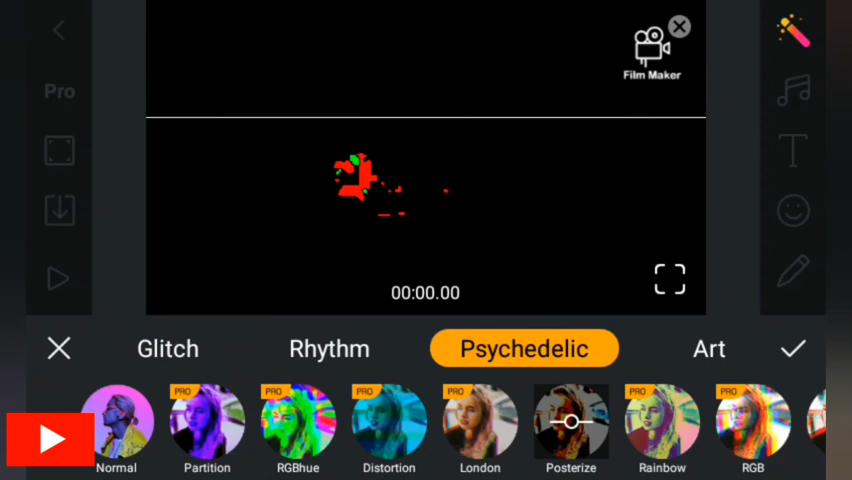 Film Maker
Pro
00:00.00
Glitch
Rhythm
Psychedelic
Art
PRO
PRO
PRO
PRO
PRO
PRO
Normal
Partition
RGBhue
Distortion
London
Posterize
Rainbow
RGB